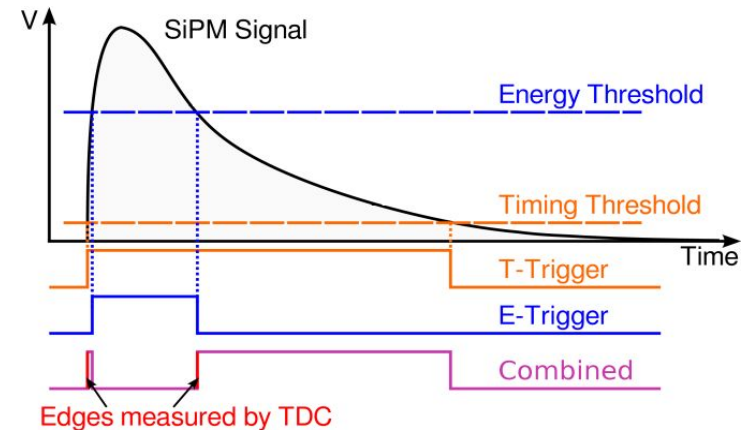 V
SiPM Signal
Energy Threshold
Timing Threshold
Time
T-Trigger
E-Trigger
Combined
Edges measured by TDC